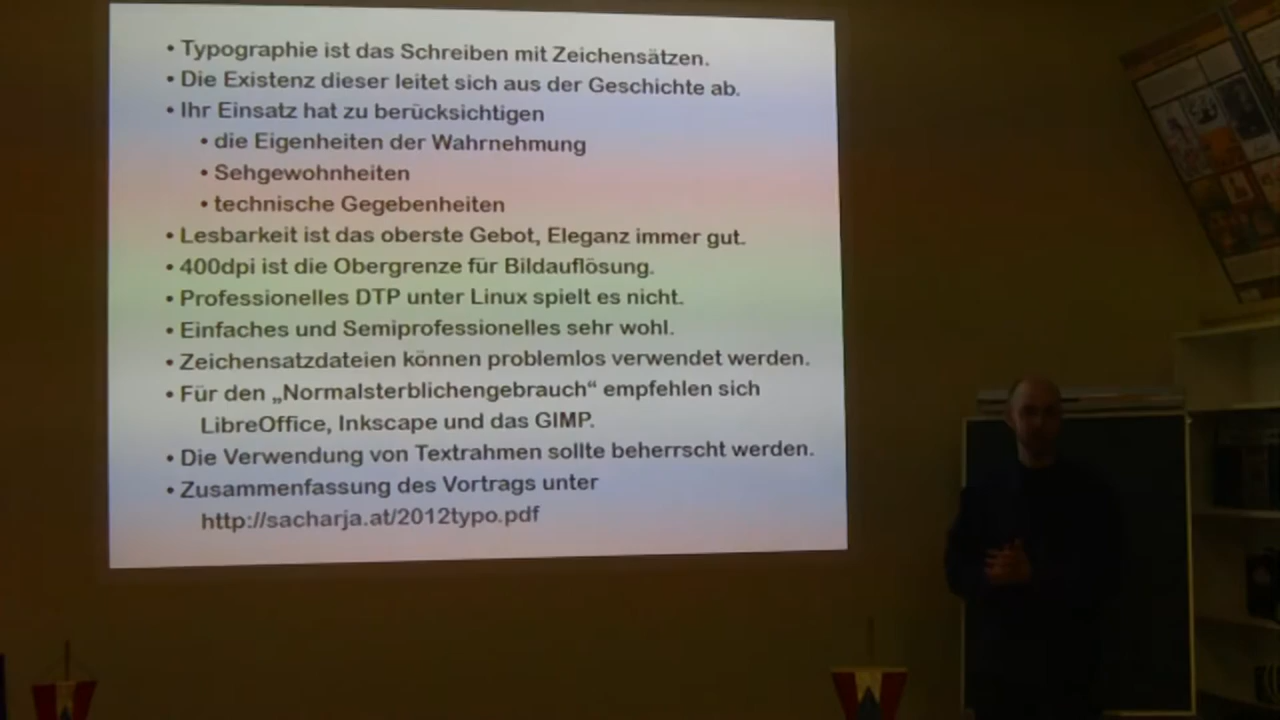 • Typographie ist das Schreiben mit Zeichensätzen.
• Die Existenz dieser leitet sich aus der Geschichte ab.
• Ihr Einsatz hat zu berücksichtigen
• die Eigenheiten der Wahrnehmung
• Sehgewohnheiten
• technische Gegebenheiten
• Lesbarkeit ist das oberste Gebot, Eleganz immer gut.
• 400dpi ist die Obergrenze für Bildauflösung.
• Professionelles DTP unter Linux spielt es nicht.
• Einfaches und Semiprofessionelles sehr wohl.
• Zeichensatzdateien können problemlos verwendet werden.
• Für den „Normalsterblichengebrauch“ empfehlen sich
LibreOffice, Inkscape und das GIMP.
• Die Verwendung von Textrahmen sollte beherrscht werden.
• Zusammenfassung des Vortrags unter
http://sacharja.at/2012typo.pdf